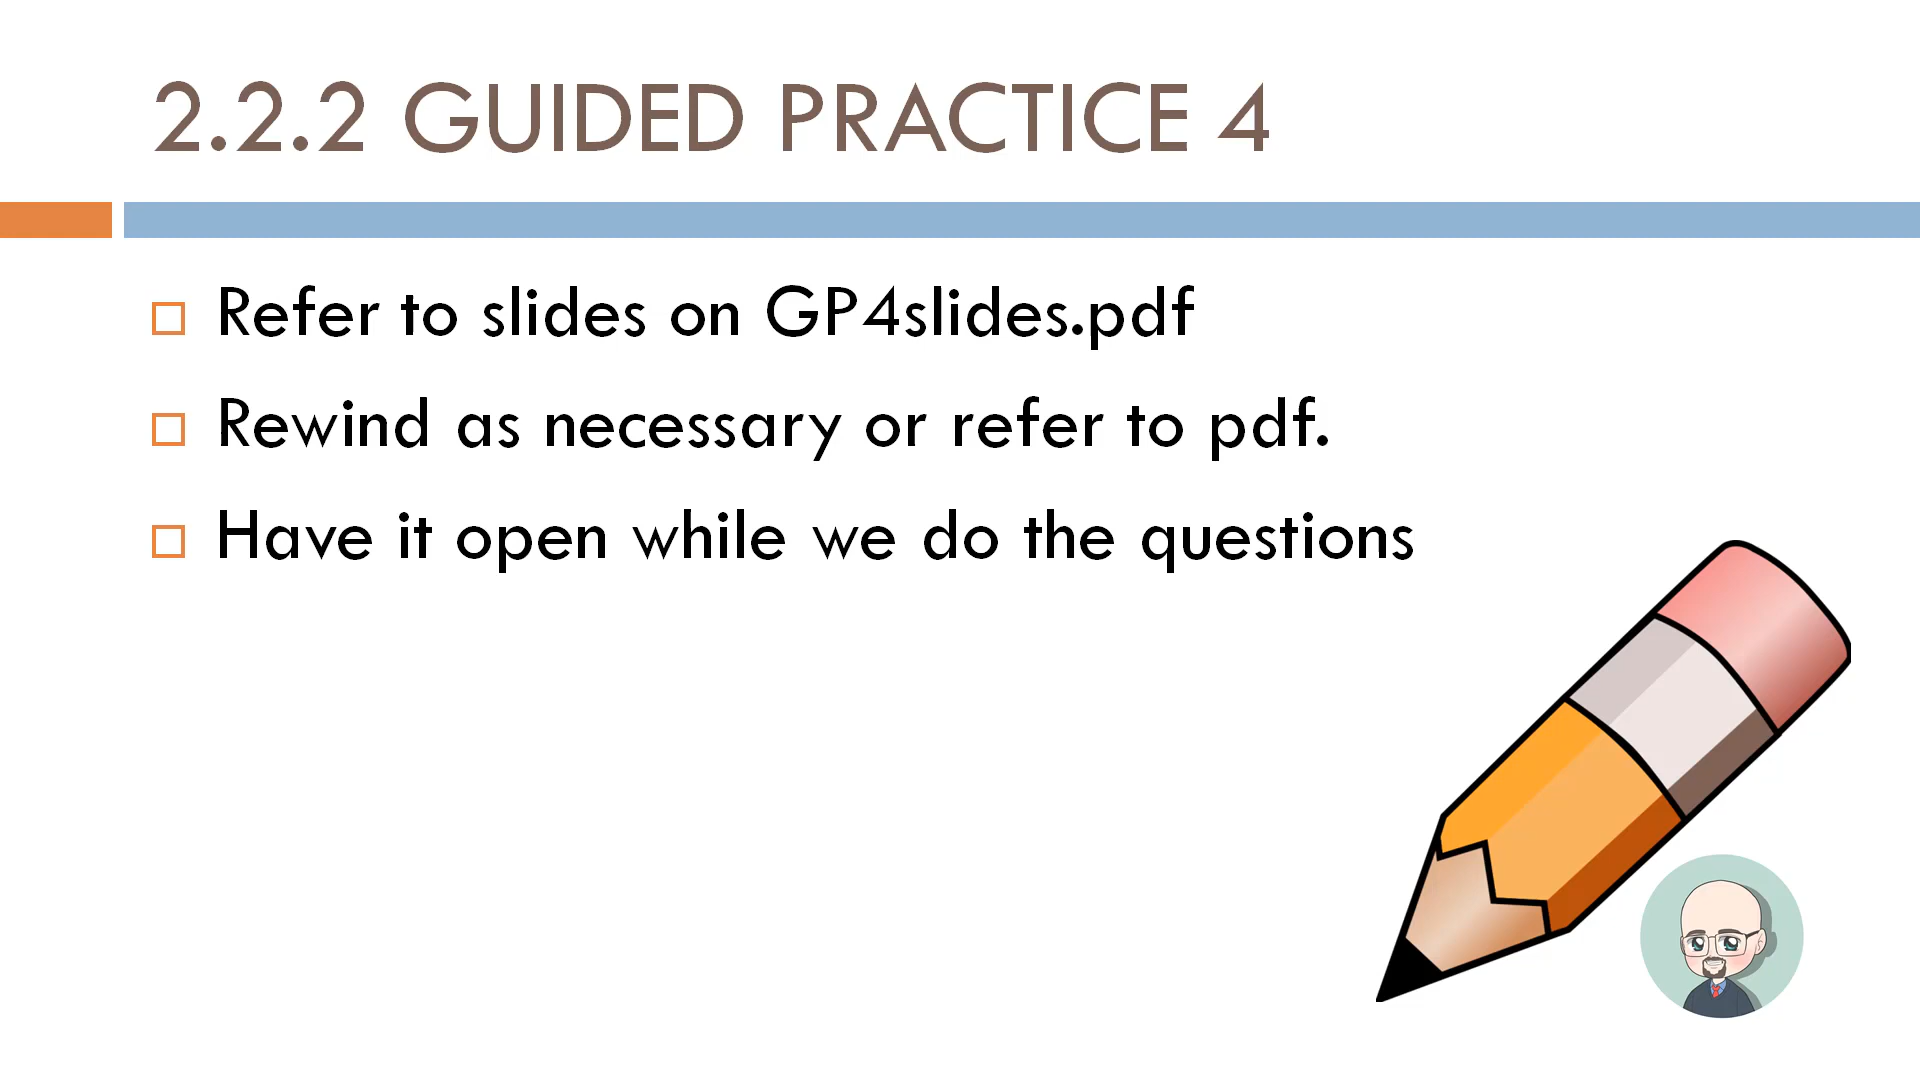 2.2.2 GUIDED PRACTICE 4
Refer to slides on GP4slides.pdf
Rewind as necessary or refer to pdf.
Have it open while we do the questions